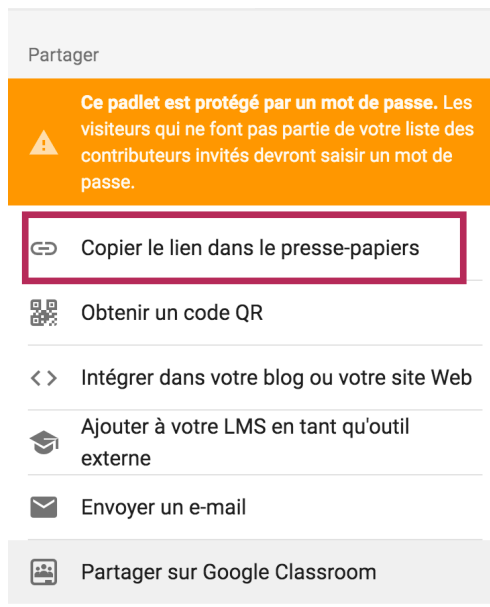 Partager
Ce padlet est protégé par un mot de passe. Les
visiteurs qui ne font pas partie de votre liste des
contributeurs invités devront saisir un mot de
passe.
Copier le lien dans le presse-papiers
Obtenir un code QR
Intégrer dans votre blog ou votre site Web
Ajouter à votre LMS en tant qu'outil
externe
Envoyer un e-mail
Partager sur Google Classroom